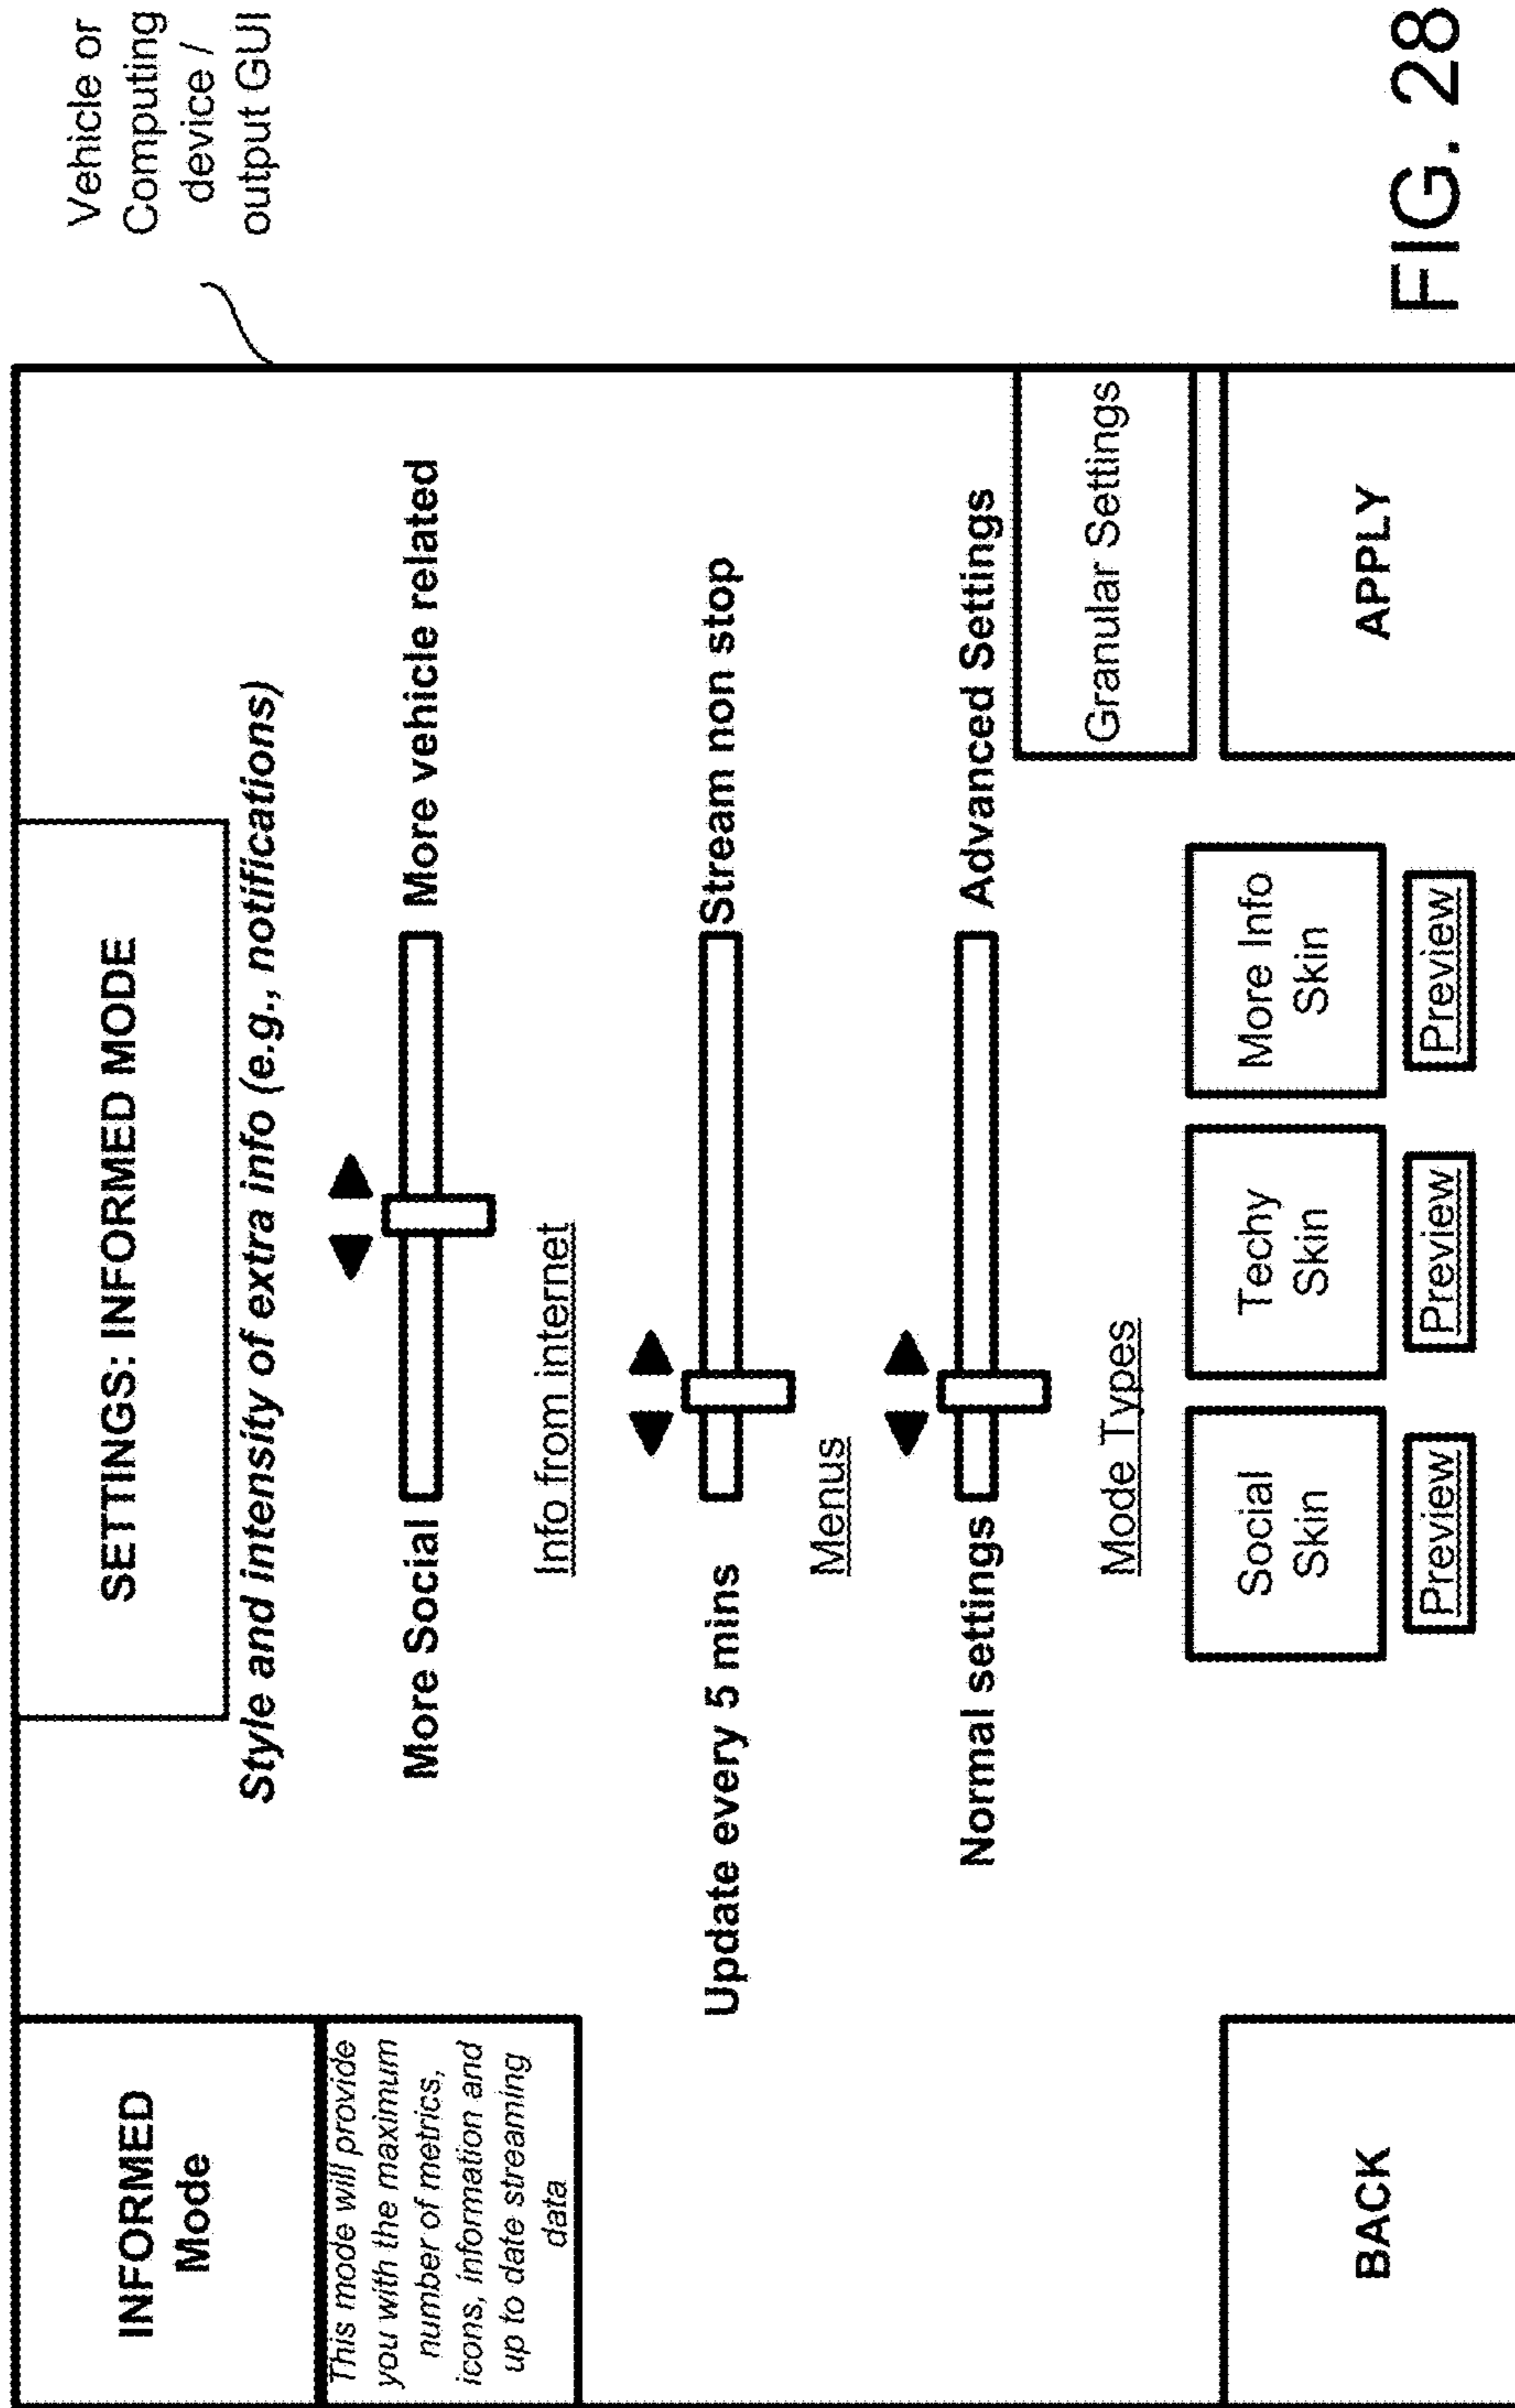 INFORMED
Mode
This mode will provide
you with the maximum
number of metrics,
icons, information and
up to date streaming
data
SETTINGS: INFORMED MODE
Style and intensity of extra info (e.g., notifications)
More Social
More vehicle related
Info from internet
Update every 5 mins
Stream non stop
Menus
Normal settings
Advanced Settings
Mode Types
Granular Settings
Social
Skin
Techy
Skin
More Info
Skin
Preview
Preview
Preview
BACK
APPLY
Vehicle or
Computing
device /
output GUI
FIG. 28